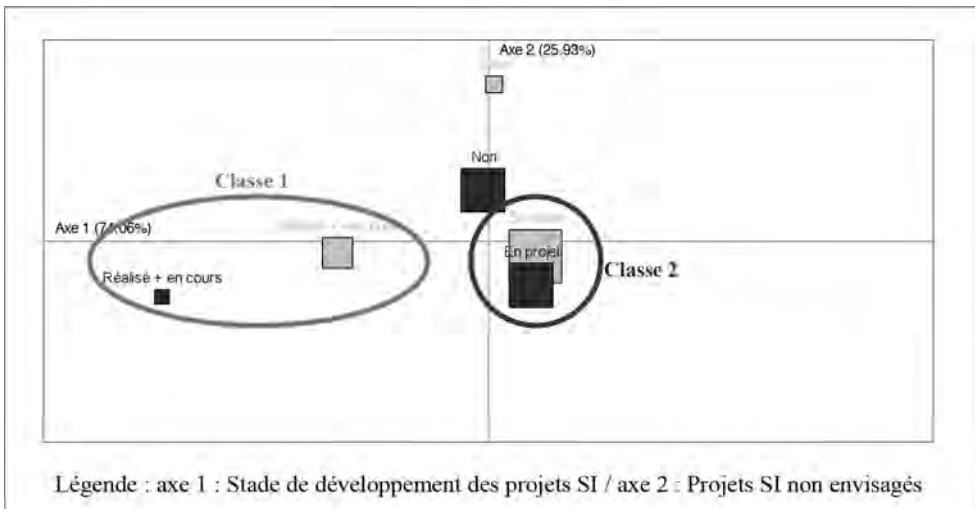 Axe 2 (25.93%)
Non
Classe 1
Axe 1 (74.06%)
En projet
Réalisé + en cours
Classe 2
Légende : axe 1 : Stade de développement des projets SI / axe 2 : Projets SI non envisagés